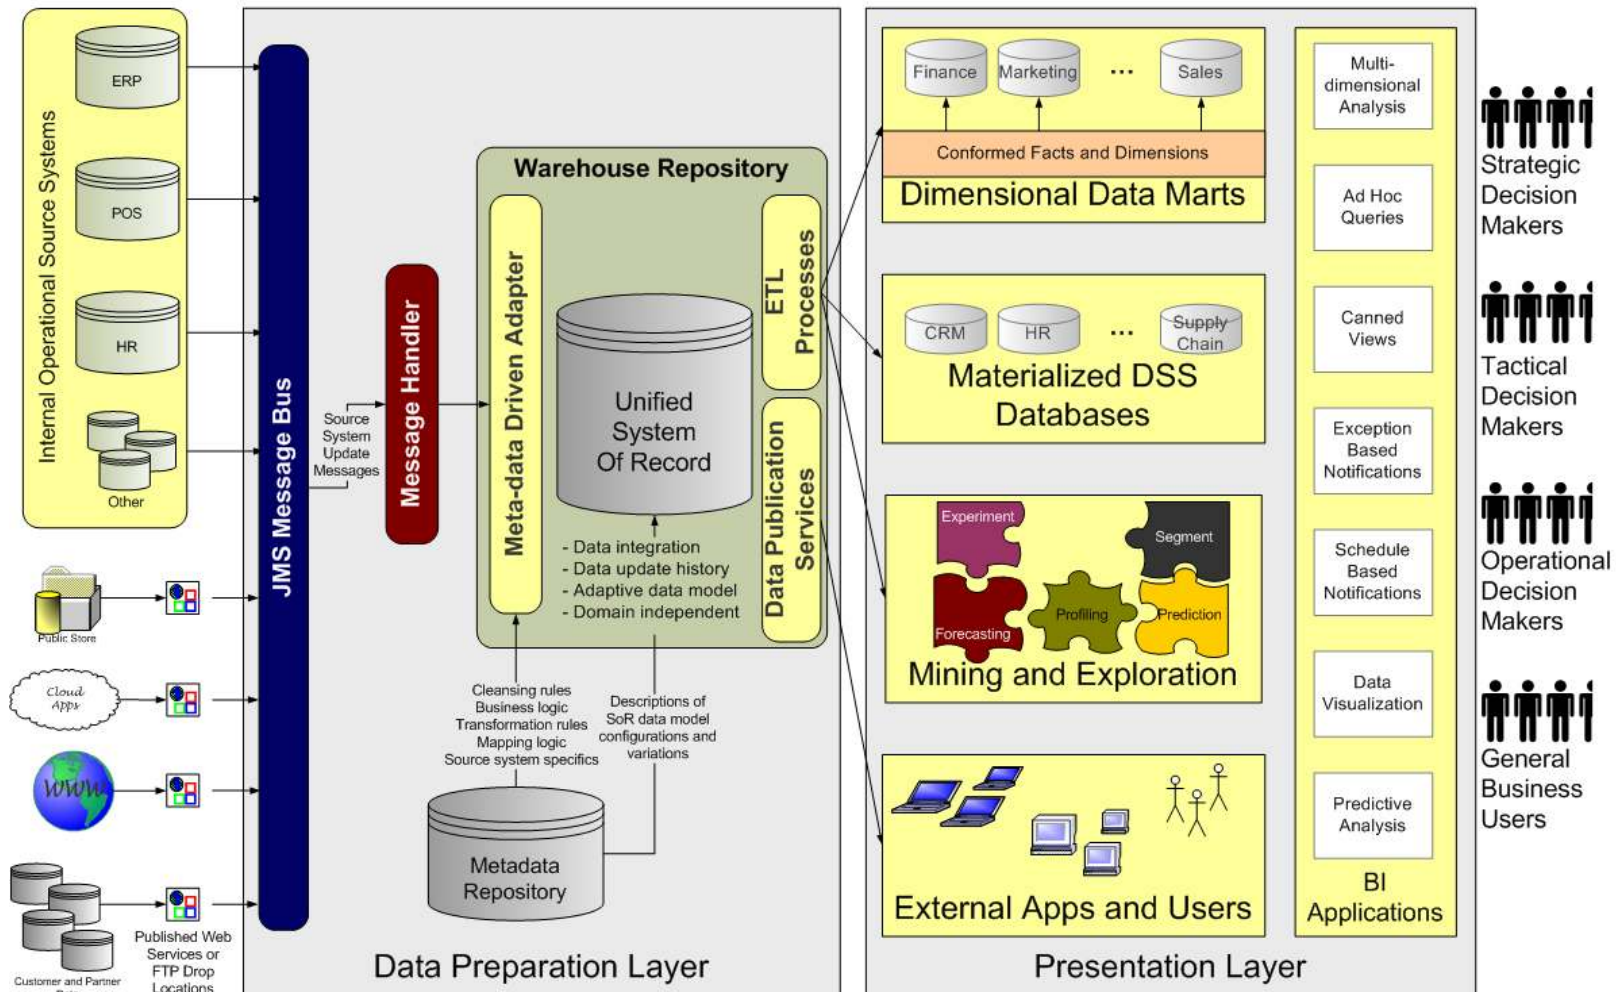 Internal Operational Source Systems
ERP
POS
HR
Other
Public Store
Cloud
Apps
WWW
Customer and Partner
Published Web
Services or
FTP Drop
Locations
JMS Message Bus
Source
System
Update
Messages
Message Handler
Warehouse Repository
Meta-data Driven Adapter
Unified
System
Of Record
- Data integration
- Data update history
- Adaptive data model
- Domain independent
ETL
Processes
Data Publication
Services
Cleansing rules
Business logic
Transformation rules
Mapping logic
Source system specifics
Descriptions of
SoR data model
configurations and
variations
Metadata
Repository
Data Preparation Layer
Finance
Marketing
...
Sales
Conformed Facts and Dimensions
Dimensional Data Marts
CRM
HR
...
Supply
Chain
Materialized DSS
Databases
Experiment
Segment
Forecasting
Profiling
Prediction
Mining and Exploration
External Apps and Users
Multi-
dimensional
Analysis
Ad Hoc
Queries
Canned
Views
Exception
Based
Notifications
Schedule
Based
Notifications
Data
Visualization
Predictive
Analysis
BI
Applications
Presentation Layer
Strategic
Decision
Makers
Tactical
Decision
Makers
Operational
Decision
Makers
General
Business
Users